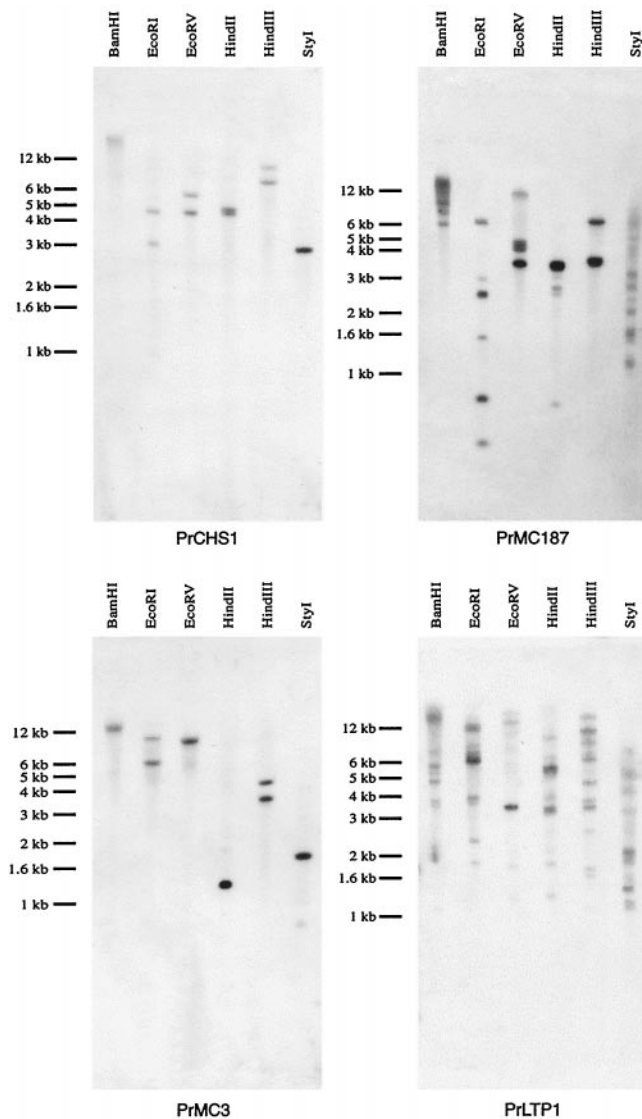 BamHI
EcoRI
EcoRV
HindII
HindIII
StyI
12 kb
6 kb
5 kb
4 kb
3 kb
2 kb
1.6 kb
1 kb
PrCHS1
BamHI
EcoRI
EcoRV
HindII
HindIII
StyI
12 kb
6 kb
5 kb
4 kb
3 kb
2 kb
1.6 kb
1 kb
PrMC187
BamHI
EcoRI
EcoRV
HindII
HindIII
StyI
12 kb
6 kb
5 kb
4 kb
3 kb
2 kb
1.6 kb
1 kb
PrMC3
BamHI
EcoRI
EcoRV
HindII
HindIII
StyI
12 kb
6 kb
5 kb
4 kb
3 kb
2 kb
1.6 kb
1 kb
PrLTP1